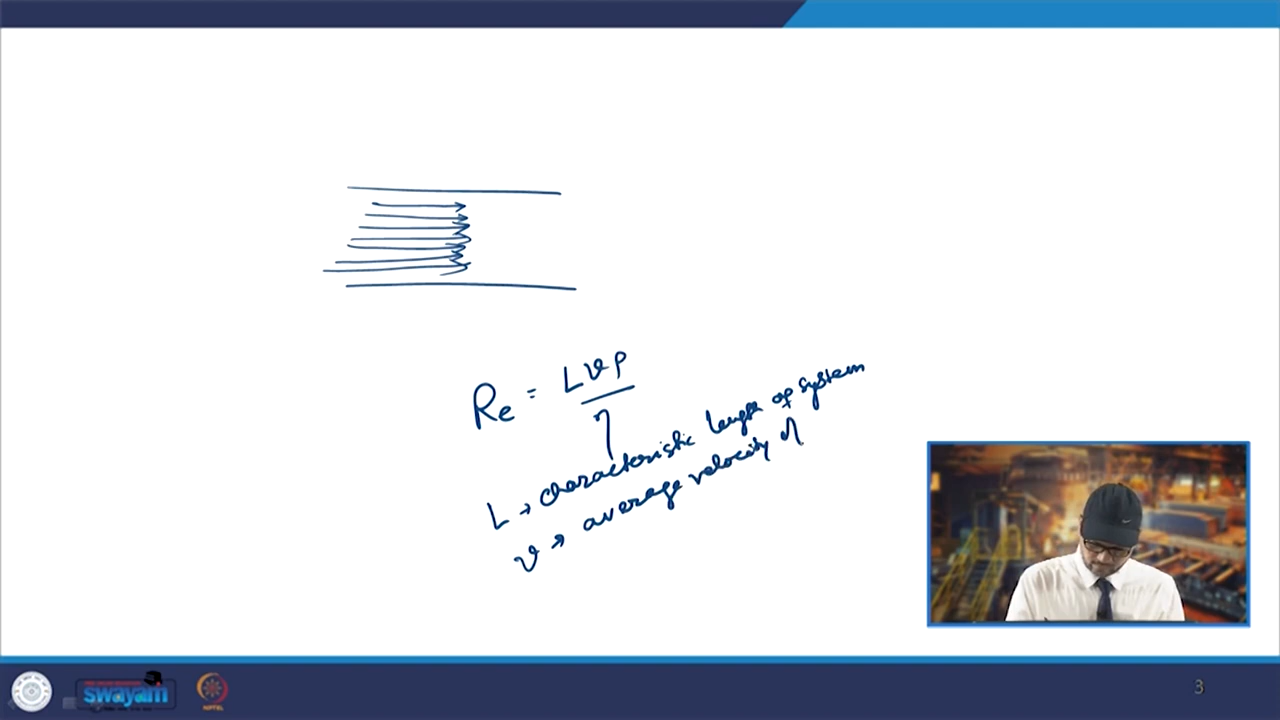 Re = LVρ
η
L → characteristic length of system
v → average velocity of
swayam
3